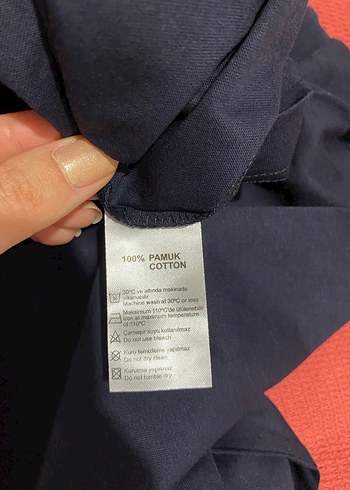 100% PAMUK
COTTON
30°C ve altında makinada
yıkanabilir
Machine wash at 30°C or less
Maksimum 110°C'de ütülenebilir
Iron at maximum temperature
of 110°C
Çamaşır suyu kullanılmaz
Do not use bleach
Kuru temizleme yapılmaz
Do not dry clean
Kurutma yapılmaz
Do not tumble dry